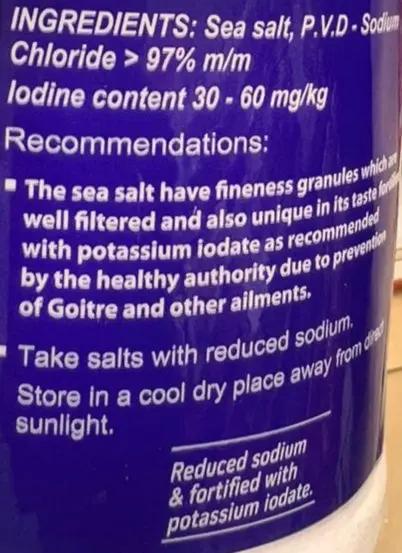 INGREDIENTS: Sea salt, P.V.D - Sodium
Chloride > 97% m/m
Iodine content 30 - 60 mg/kg
Recommendations:
▪ The sea salt have fineness granules which are
well filtered and also unique in its taste fortified
with potassium iodate as recommended
by the healthy authority due to prevention
of Goitre and other ailments.
- Take salts with reduced sodium.
Store in a cool dry place away from direct
sunlight.
Reduced sodium
& fortified with
potassium iodate.